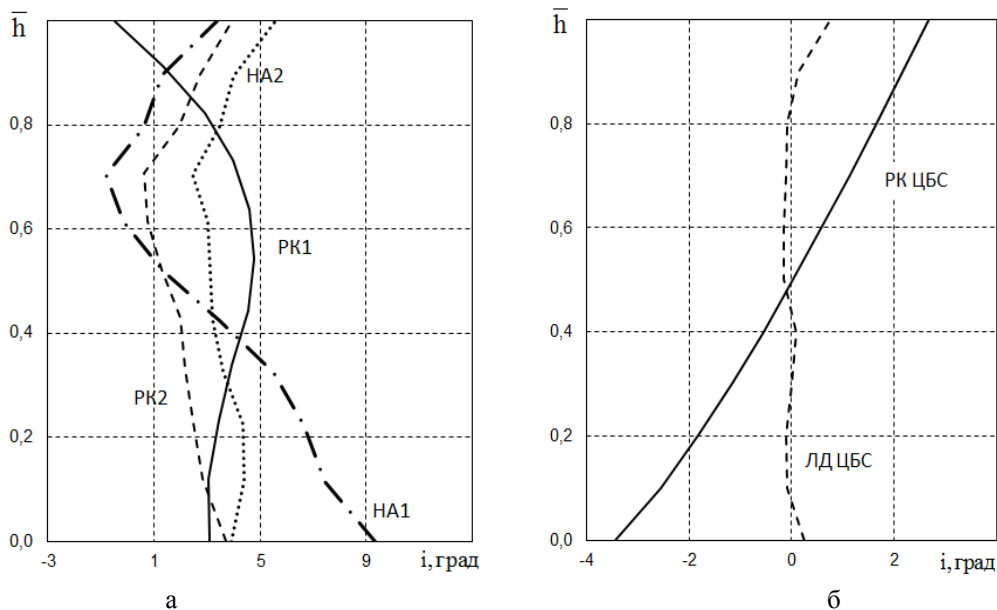 h
НА2
0,8
0,6
РК1
0,4
РК2
0,2
НА1
0,0
-3 1 5 9 i, град
а
h
0,8
РК ЦБС
0,6
0,4
0,2
ЛД ЦБС
0,0
-4 -2 0 2 i, град
б